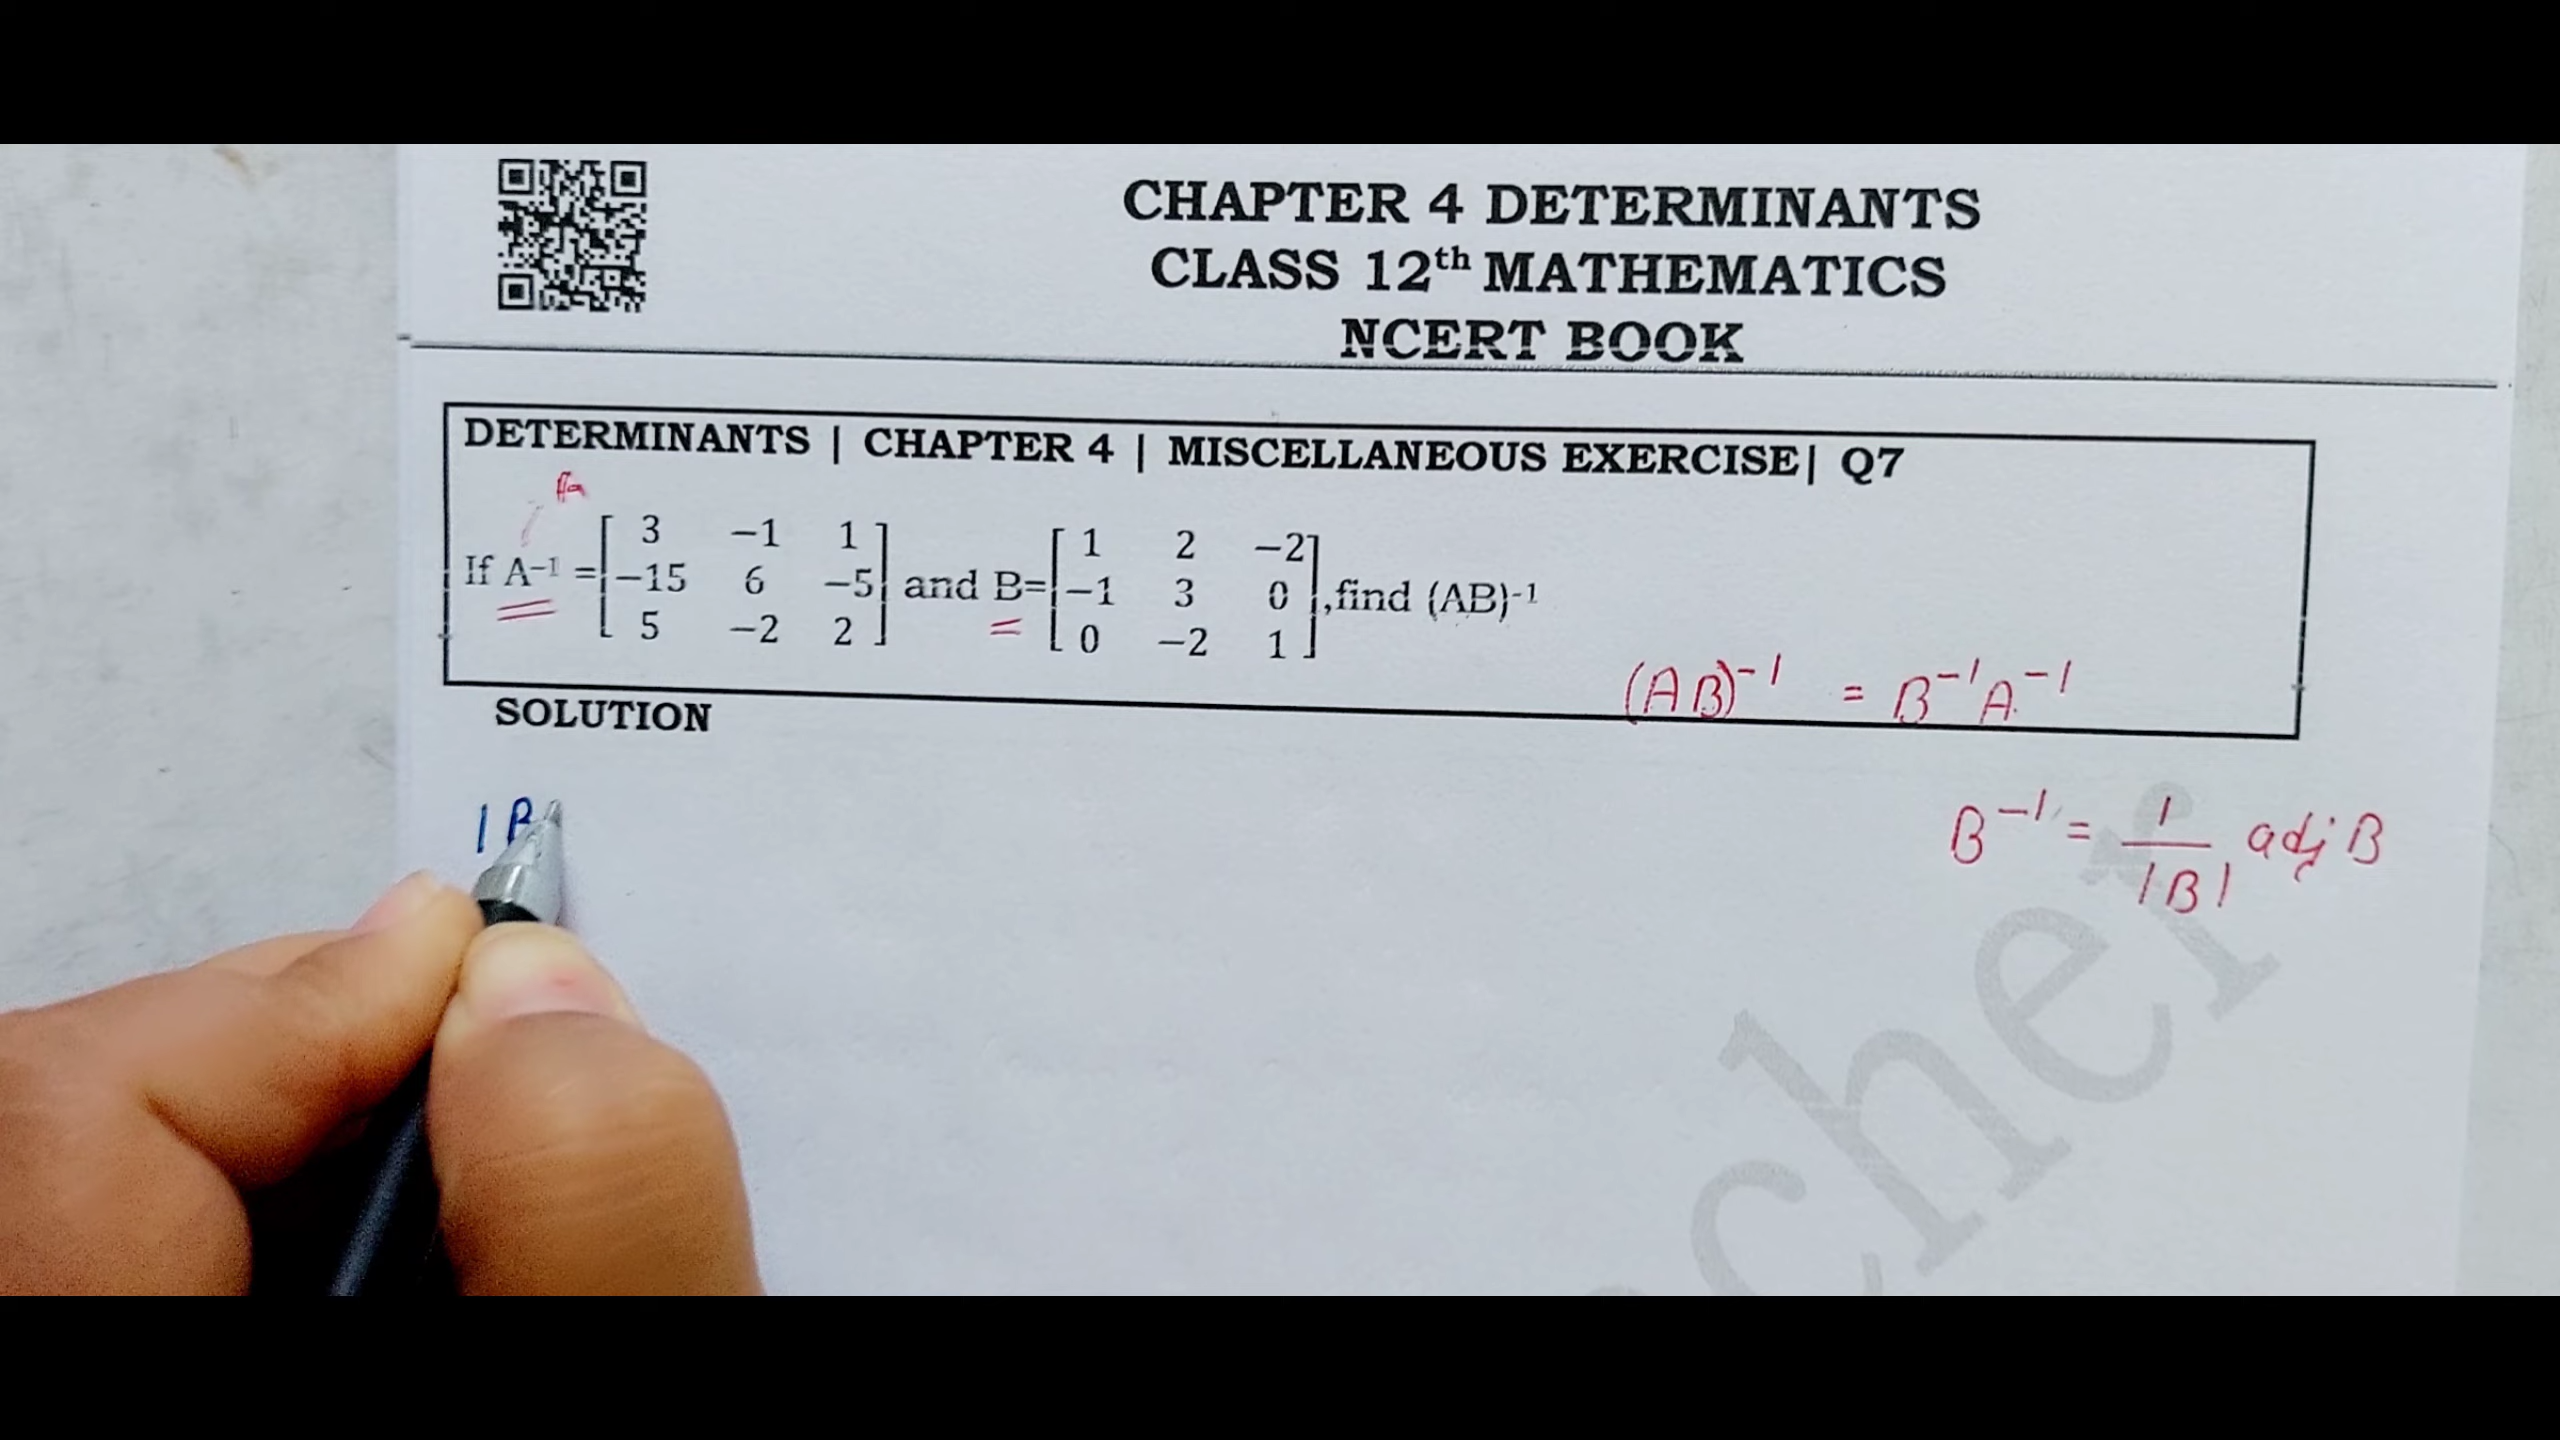 CHAPTER 4 DETERMINANTS
CLASS 12th MATHEMATICS
NCERT BOOK
DETERMINANTS | CHAPTER 4 | MISCELLANEOUS EXERCISE| Q7
If A⁻¹ =[3 −1 1
−15 6 −5
5 −2 2] and B=[1 2 −2
−1 3 0
0 −2 1],find (AB)⁻¹
(AB)⁻¹ = B⁻¹A⁻¹
SOLUTION
|B
B⁻¹ = 1/|B| adj B
cher